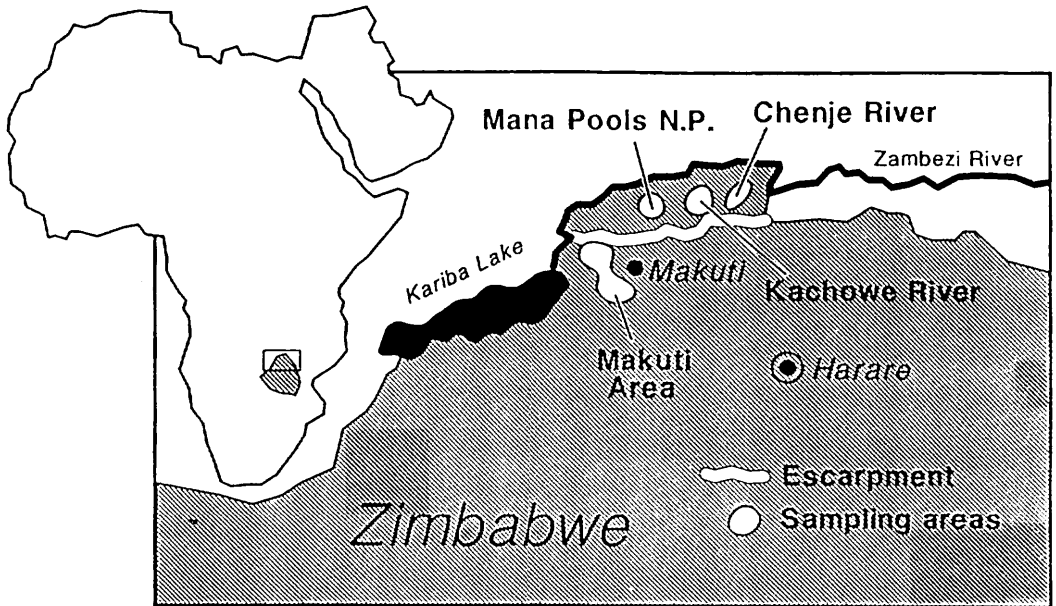 Mana Pools N.P.
Chenje River
Zambezi River
Kariba Lake
Makuti
Kachowe River
Makuti
Area
Harare
Escarpment
Sampling areas
Zimbabwe